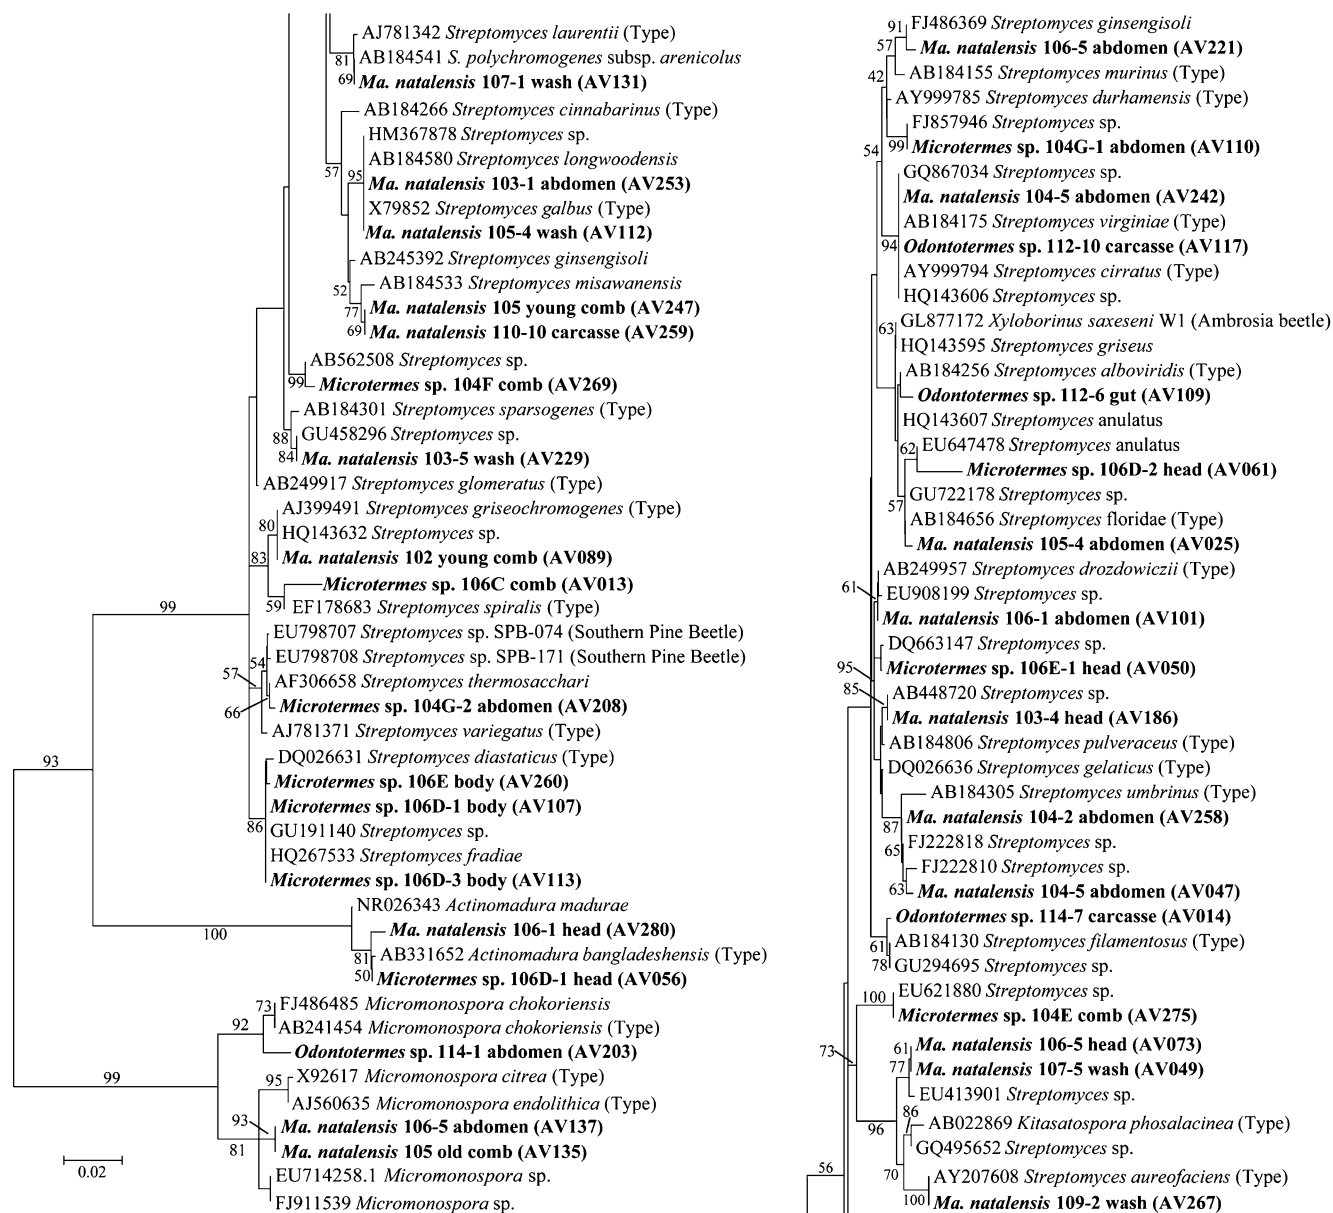 AJ781342 Streptomyces laurentii (Type)
81
AB184541 S. polychromogenes subsp. arenicolus
69
Ma. natalensis 107-1 wash (AV131)
AB184266 Streptomyces cinnabarinus (Type)
HM367878 Streptomyces sp.
AB184580 Streptomyces longwoodensis
57
95
Ma. natalensis 103-1 abdomen (AV253)
X79852 Streptomyces galbus (Type)
Ma. natalensis 105-4 wash (AV112)
AB245392 Streptomyces ginsengisoli
AB184533 Streptomyces misawanensis
52
77
Ma. natalensis 105 young comb (AV247)
69
Ma. natalensis 110-10 carcasse (AV259)
AB562508 Streptomyces sp.
99
Microtermes sp. 104F comb (AV269)
AB184301 Streptomyces sparsogenes (Type)
88
GU458296 Streptomyces sp.
84
Ma. natalensis 103-5 wash (AV229)
AB249917 Streptomyces glomeratus (Type)
AJ399491 Streptomyces griseochromogenes (Type)
80
HQ143632 Streptomyces sp.
83
Ma. natalensis 102 young comb (AV089)
Microtermes sp. 106C comb (AV013)
99
59
EF178683 Streptomyces spiralis (Type)
EU798707 Streptomyces sp. SPB-074 (Southern Pine Beetle)
54
EU798708 Streptomyces sp. SPB-171 (Southern Pine Beetle)
57
AF306658 Streptomyces thermosacchari
66
Microtermes sp. 104G-2 abdomen (AV208)
AJ781371 Streptomyces variegatus (Type)
93
DQ026631 Streptomyces diastaticus (Type)
Microtermes sp. 106E body (AV260)
Microtermes sp. 106D-1 body (AV107)
86
GU191140 Streptomyces sp.
HQ267533 Streptomyces fradiae
Microtermes sp. 106D-3 body (AV113)
NR026343 Actinomadura madurae
100
Ma. natalensis 106-1 head (AV280)
81
AB331652 Actinomadura bangladeshensis (Type)
50
Microtermes sp. 106D-1 head (AV056)
73
FJ486485 Micromonospora chokoriensis
92
AB241454 Micromonospora chokoriensis (Type)
Odontotermes sp. 114-1 abdomen (AV203)
99
95
X92617 Micromonospora citrea (Type)
AJ560635 Micromonospora endolithica (Type)
93
Ma. natalensis 106-5 abdomen (AV137)
81
Ma. natalensis 105 old comb (AV135)
0.02
EU714258.1 Micromonospora sp.
FJ911539 Micromonospora sp.
91
FJ486369 Streptomyces ginsengisoli
57
Ma. natalensis 106-5 abdomen (AV221)
42
AB184155 Streptomyces murinus (Type)
AY999785 Streptomyces durhamensis (Type)
FJ857946 Streptomyces sp.
54
99
Microtermes sp. 104G-1 abdomen (AV110)
GQ867034 Streptomyces sp.
Ma. natalensis 104-5 abdomen (AV242)
AB184175 Streptomyces virginiae (Type)
94
Odontotermes sp. 112-10 carcasse (AV117)
AY999794 Streptomyces cirratus (Type)
HQ143606 Streptomyces sp.
63
GL877172 Xyloborinus saxeseni W1 (Ambrosia beetle)
HQ143595 Streptomyces griseus
AB184256 Streptomyces alboviridis (Type)
Odontotermes sp. 112-6 gut (AV109)
HQ143607 Streptomyces anulatus
62
EU647478 Streptomyces anulatus
Microtermes sp. 106D-2 head (AV061)
57
GU722178 Streptomyces sp.
AB184656 Streptomyces floridae (Type)
Ma. natalensis 105-4 abdomen (AV025)
AB249957 Streptomyces drozdowiczii (Type)
61
EU908199 Streptomyces sp.
Ma. natalensis 106-1 abdomen (AV101)
DQ663147 Streptomyces sp.
95
Microtermes sp. 106E-1 head (AV050)
85
AB448720 Streptomyces sp.
Ma. natalensis 103-4 head (AV186)
AB184806 Streptomyces pulveraceus (Type)
DQ026636 Streptomyces gelaticus (Type)
AB184305 Streptomyces umbrinus (Type)
87
Ma. natalensis 104-2 abdomen (AV258)
65
FJ222818 Streptomyces sp.
FJ222810 Streptomyces sp.
63
Ma. natalensis 104-5 abdomen (AV047)
Odontotermes sp. 114-7 carcasse (AV014)
61
AB184130 Streptomyces filamentosus (Type)
78
GU294695 Streptomyces sp.
100
EU621880 Streptomyces sp.
Microtermes sp. 104E comb (AV275)
73
61
Ma. natalensis 106-5 head (AV073)
77
Ma. natalensis 107-5 wash (AV049)
EU413901 Streptomyces sp.
86
96
AB022869 Kitasatospora phosalacinea (Type)
GQ495652 Streptomyces sp.
56
70
AY207608 Streptomyces aureofaciens (Type)
100
Ma. natalensis 109-2 wash (AV267)